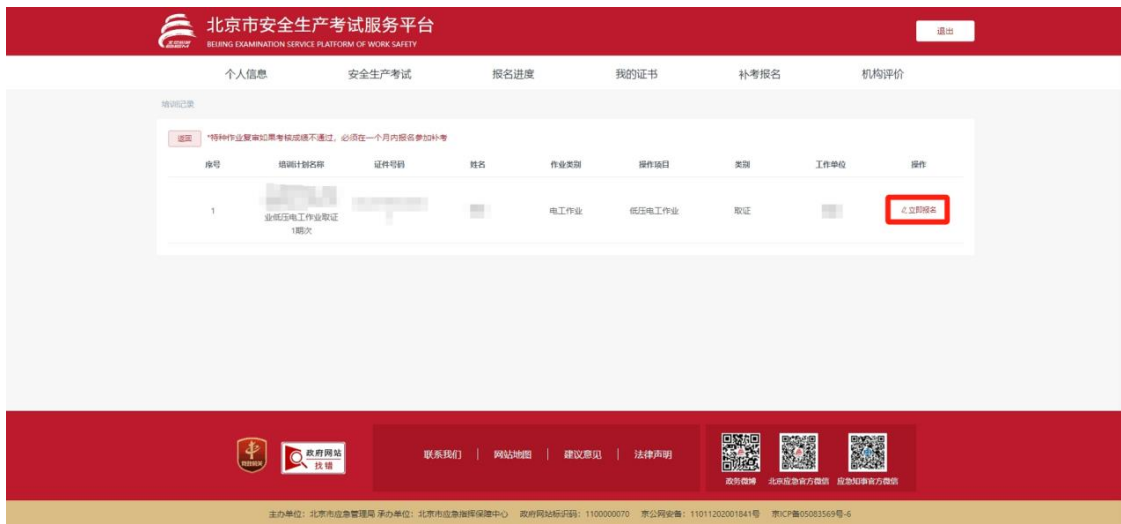 北京市安全生产考试服务平台
BEIJING EXAMINATION SERVICE PLATFORM OF WORK SAFETY
退出
个人信息 安全生产考试 报名进度 我的证书 补考报名 机构评价
培训记录
返回 *特种作业复审如果考核成绩不通过，必须在一个月内报名参加补考
序号 培训计划名称 证件号码 姓名 作业类别 操作项目 类别 工作单位 操作
1 业低压电工作业取证 电工作业 低压电工作业 取证 立即报名
1期次
政府网站
找错
联系我们 | 网站地图 | 建议意见 | 法律声明
政务微博 北京应急官方微信 应急知事官方微信
主办单位：北京市应急管理局 承办单位：北京市应急指挥保障中心 政府网站标识码：1100000070 京公网安备：11011202001841号 京ICP备05083569号-6